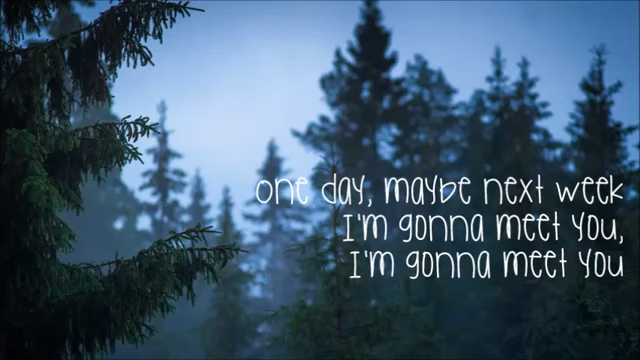 one day, maybe next week
I'm gonna meet you,
I'm gonna meet you